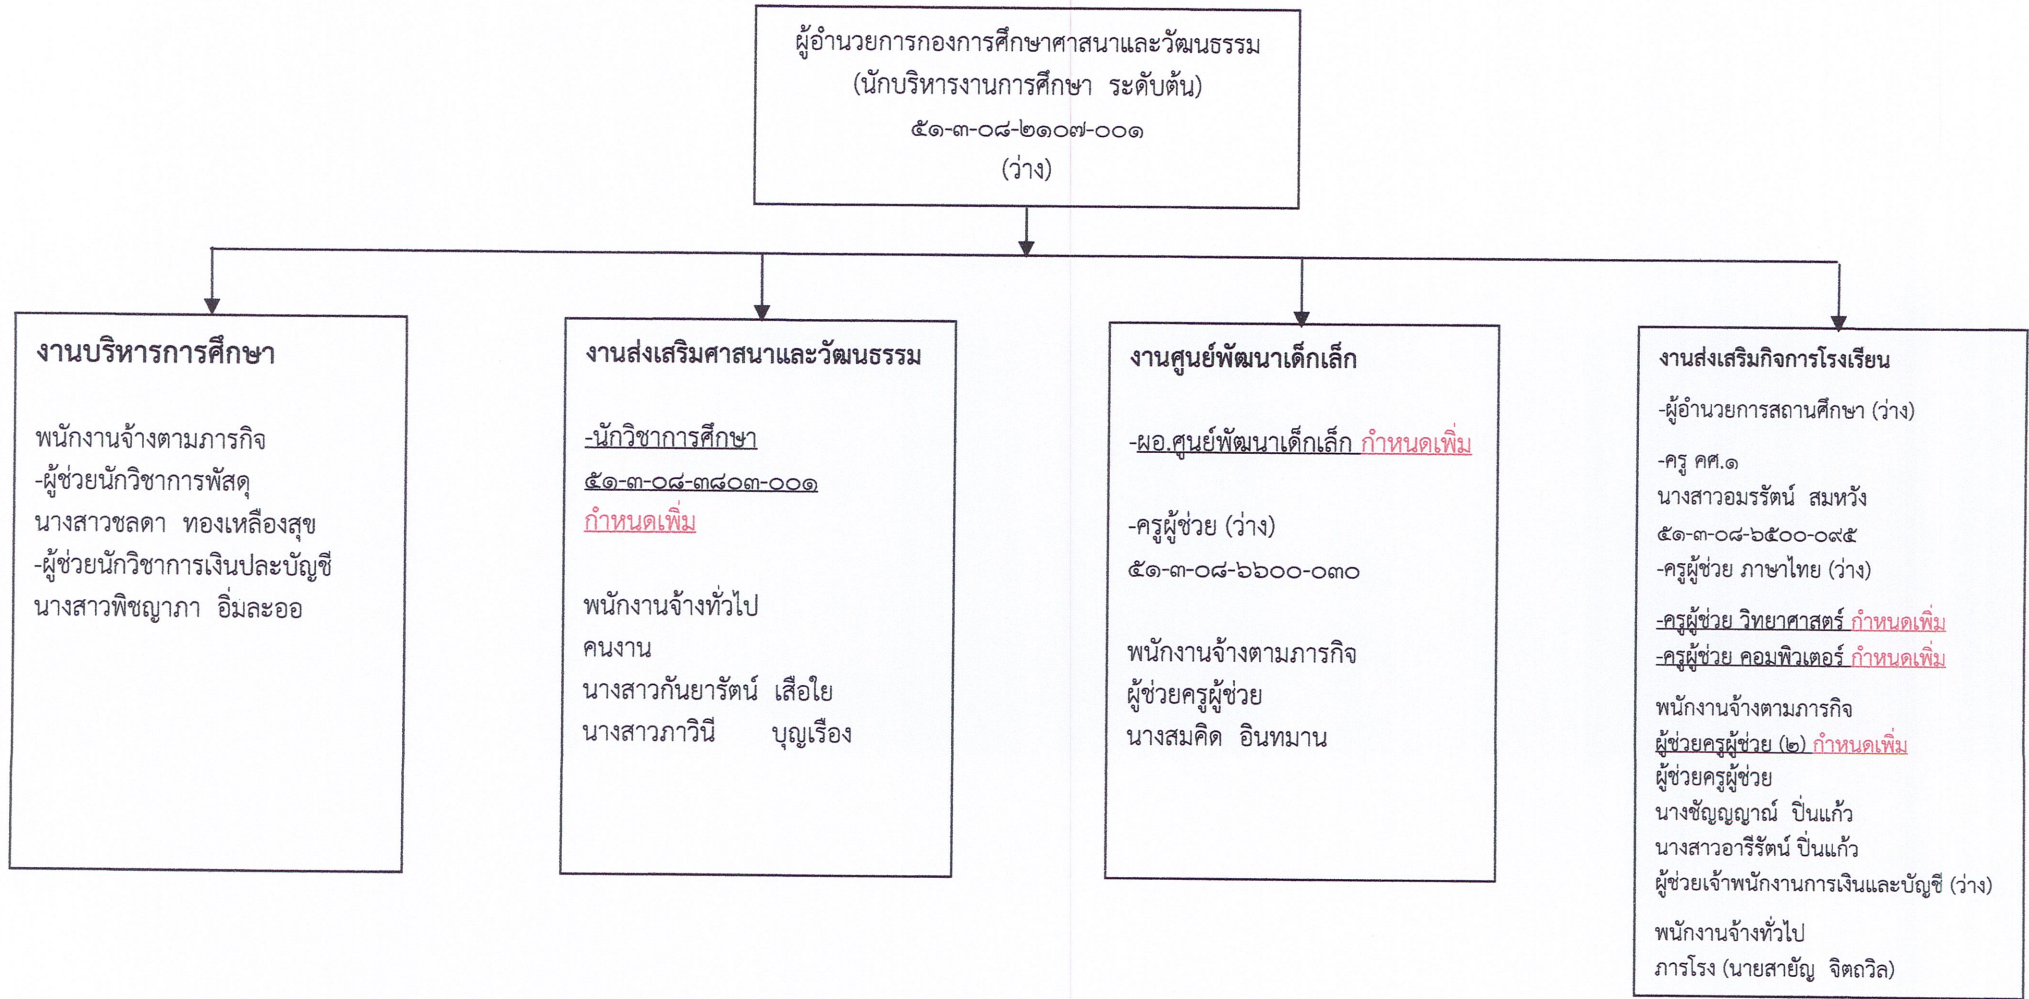 ผู้อำนวยการกองการศึกษาศาสนาและวัฒนธรรม
(นักบริหารงานการศึกษา ระดับต้น)
๕๑-๓-๐๘-๒๑๐๗-๐๐๑
(ว่าง)
งานบริหารการศึกษา
พนักงานจ้างตามภารกิจ
-ผู้ช่วยนักวิชาการพัสดุ
นางสาวชลดา ทองเหลืองสุข
-ผู้ช่วยนักวิชาการเงินปละบัญชี
นางสาวพิชญาภา อิ่มละออ
งานส่งเสริมศาสนาและวัฒนธรรม
-นักวิชาการศึกษา
๕๑-๓-๐๘-๓๘๐๓-๐๐๑
กำหนดเพิ่ม
พนักงานจ้างทั่วไป
คนงาน
นางสาวกันยารัตน์ เสือใย
นางสาวภาวินี บุญเรือง
งานศูนย์พัฒนาเด็กเล็ก
-ผอ.ศูนย์พัฒนาเด็กเล็ก กำหนดเพิ่ม
-ครูผู้ช่วย (ว่าง)
๕๑-๓-๐๘-๖๖๐๐-๐๓๐
พนักงานจ้างตามภารกิจ
ผู้ช่วยครูผู้ช่วย
นางสมคิด อินทมาน
งานส่งเสริมกิจการโรงเรียน
-ผู้อำนวยการสถานศึกษา (ว่าง)
-ครู คศ.๑
นางสาวอมรรัตน์ สมหวัง
๕๑-๓-๐๘-๖๕๐๐-๐๙๕
-ครูผู้ช่วย ภาษาไทย (ว่าง)
-ครูผู้ช่วย วิทยาศาสตร์ กำหนดเพิ่ม
-ครูผู้ช่วย คอมพิวเตอร์ กำหนดเพิ่ม
พนักงานจ้างตามภารกิจ
ผู้ช่วยครูผู้ช่วย (๒) กำหนดเพิ่ม
ผู้ช่วยครูผู้ช่วย
นางชัญญญาณ์ ปิ่นแก้ว
นางสาวอารีรัตน์ ปิ่นแก้ว
ผู้ช่วยเจ้าพนักงานการเงินและบัญชี (ว่าง)
พนักงานจ้างทั่วไป
ภารโรง (นายสายัญ จิตถวิล)